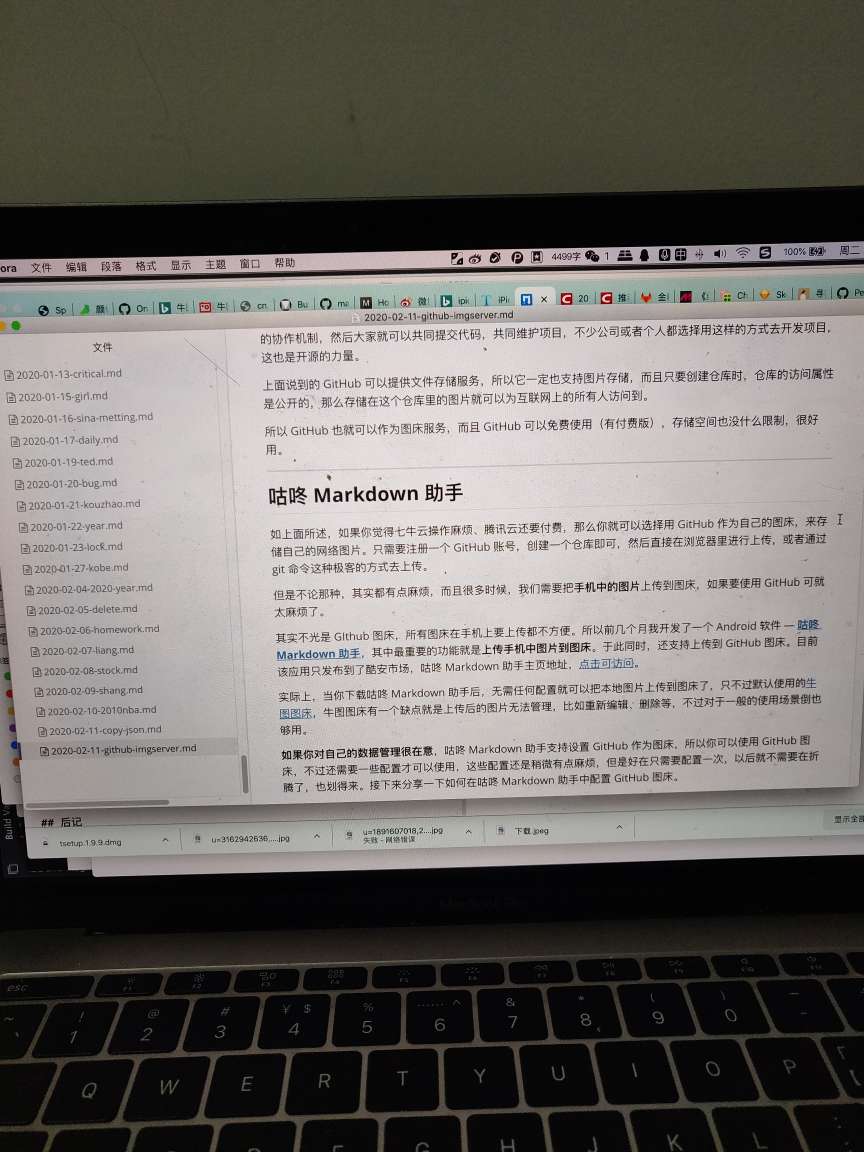 ora 文件 编辑 段落 格式 显示 主题 窗口 帮助 4499字 1 100% 周二
Sp 颜 On 牛 牛 cn Bu me Ho 微 ipi iPi × 20 推 金 Ch Sk 寻 Pe
2020-02-11-github-imgserver.md
文件
2020-01-13-critical.md
2020-01-15-girl.md
2020-01-16-sina-metting.md
2020-01-17-daily.md
2020-01-19-ted.md
2020-01-20-bug.md
2020-01-21-kouzhao.md
2020-01-22-year.md
2020-01-23-lock.md
2020-01-27-kobe.md
2020-02-04-2020-year.md
2020-02-05-delete.md
2020-02-06-homework.md
2020-02-07-liang.md
2020-02-08-stock.md
2020-02-09-shang.md
2020-02-10-2010nba.md
2020-02-11-copy-json.md
2020-02-11-github-imgserver.md
的协作机制，然后大家就可以共同提交代码，共同维护项目，不少公司或者个人都选择用这样的方式去开发项目，
这也是开源的力量。
上面说到的 GitHub 可以提供文件存储服务，所以它一定也支持图片存储，而且只要创建仓库时，仓库的访问属性
是公开的，那么存储在这个仓库里的图片就可以为互联网上的所有人访问到。
所以 GitHub 也就可以作为图床服务，而且 GitHub 可以免费使用（有付费版），存储空间也没什么限制，很好
用。
咕咚 Markdown 助手
如上面所述，如果你觉得七牛云操作麻烦、腾讯云还要付费，那么你就可以选择用 GitHub 作为自己的图床，来存
储自己的网络图片。只需要注册一个 GitHub 账号，创建一个仓库即可，然后直接在浏览器里进行上传，或者通过
git 命令这种极客的方式去上传。
但是不论那种，其实都有点麻烦，而且很多时候，我们需要把手机中的图片上传到图床，如果要使用 GitHub 可就
太麻烦了。
其实不光是 GIthub 图床，所有图床在手机上要上传都不方便。所以前几个月我开发了一个 Android 软件 — 咕咚
Markdown 助手，其中最重要的功能就是上传手机中图片到图床。于此同时，还支持上传到 GitHub 图床。目前
该应用只发布到了酷安市场，咕咚 Markdown 助手主页地址，点击可访问。
实际上，当你下载咕咚 Markdown 助手后，无需任何配置就可以把本地图片上传到图床了，只不过默认使用的牛
图图床，牛图图床有一个缺点就是上传后的图片无法管理，比如重新编辑、删除等，不过对于一般的使用场景倒也
够用。
如果你对自己的数据管理很在意，咕咚 Markdown 助手支持设置 GitHub 作为图床，所以你可以使用 GitHub 图
床，不过还需要一些配置才可以使用，这些配置还是稍微有点麻烦，但是好在只需要配置一次，以后就不需要在折
腾了，也划得来。接下来分享一下如何在咕咚 Markdown 助手中配置 GitHub 图床。
## 后记
Build V
tsetup.1.9.9.dmg
u=3162942636,....jpg
u=1891607018,2....jpg
失败 - 网络错误
下载.jpeg
显示全部
esc F1 F2 F3 F4 F5 F6 F7 F8 F9
~ ! 1 @ 2 # 3 ¥ $ 4 % 5 …… ^ 6 & 7 * 8 ( 9 ) 0 — -
Q W E R T Y U I O P
F G H J K L